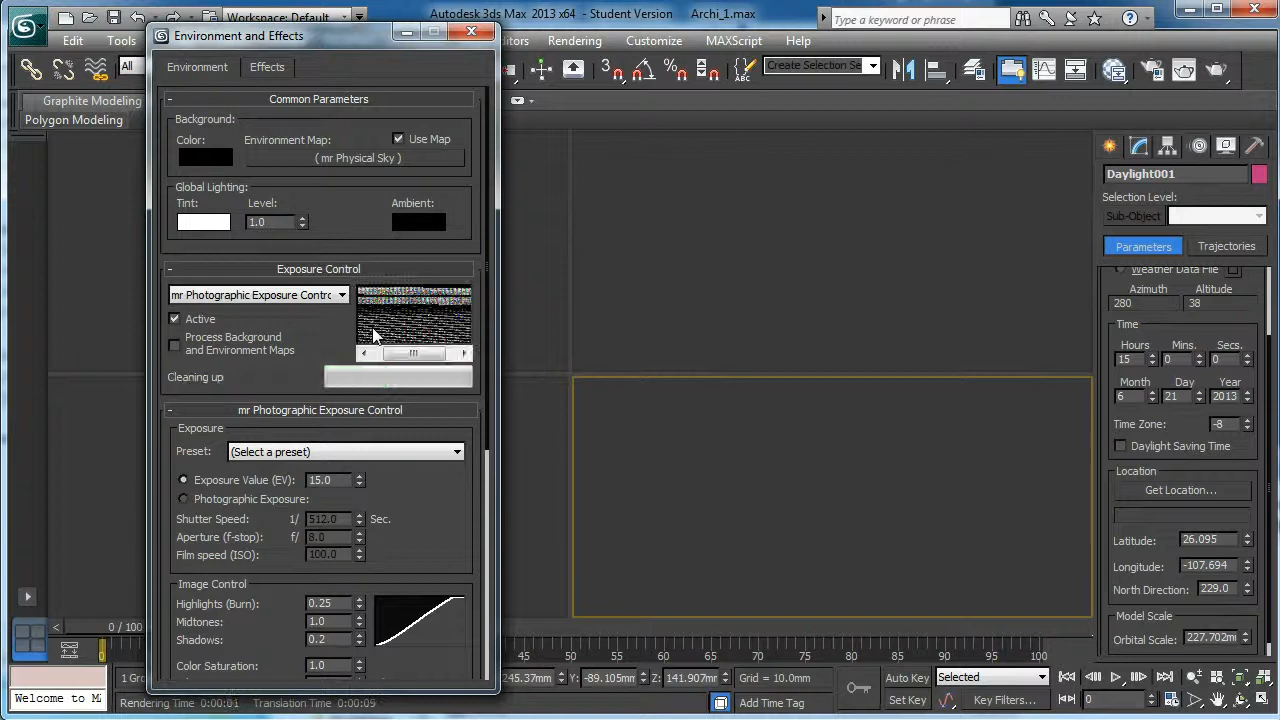 Workspace: Default
Autodesk 3ds Max 2013 x64 - Student Version Archi_1.max
Type a keyword or phrase
Edit Tools
Rendering Customize MAXScript Help
All
Create Selection Se
Graphite Modeling
Polygon Modeling
Environment and Effects
Environment Effects
Common Parameters
Background:
Color: Environment Map: Use Map
( mr Physical Sky )
Global Lighting:
Tint: Level: Ambient:
1.0
Exposure Control
mr Photographic Exposure Contrc
Active
Process Background
and Environment Maps
Cleaning up
mr Photographic Exposure Control
Exposure
Preset: (Select a preset)
Exposure Value (EV): 15.0
Photographic Exposure:
Shutter Speed: 1/ 512.0 Sec.
Aperture (f-stop): f/ 8.0
Film speed (ISO): 100.0
Image Control
Highlights (Burn): 0.25
Midtones: 1.0
Shadows: 0.2
Color Saturation: 1.0
Daylight001
Selection Level:
Sub-Object
Parameters Trajectories
Weather Data File
Azimuth Altitude
280 38
Time
Hours Mins. Secs.
15 0 0
Month Day Year
6 21 2013
Time Zone: -8
Daylight Saving Time
Location
Get Location...
Latitude: 26.095
Longitude: -107.694
North Direction: 229.0
Model Scale
Orbital Scale: 227.702m
0 / 100
0
45 50 55 60 65 70 75 80 85 90 95 100
245.37mm Y: -89.105mm Z: 141.907mm Grid = 10.0mm
Auto Key Selected
Set Key Key Filters...
0
Welcome to M
Rendering Time 0:00:01 Translation Time 0:00:09
Add Time Tag